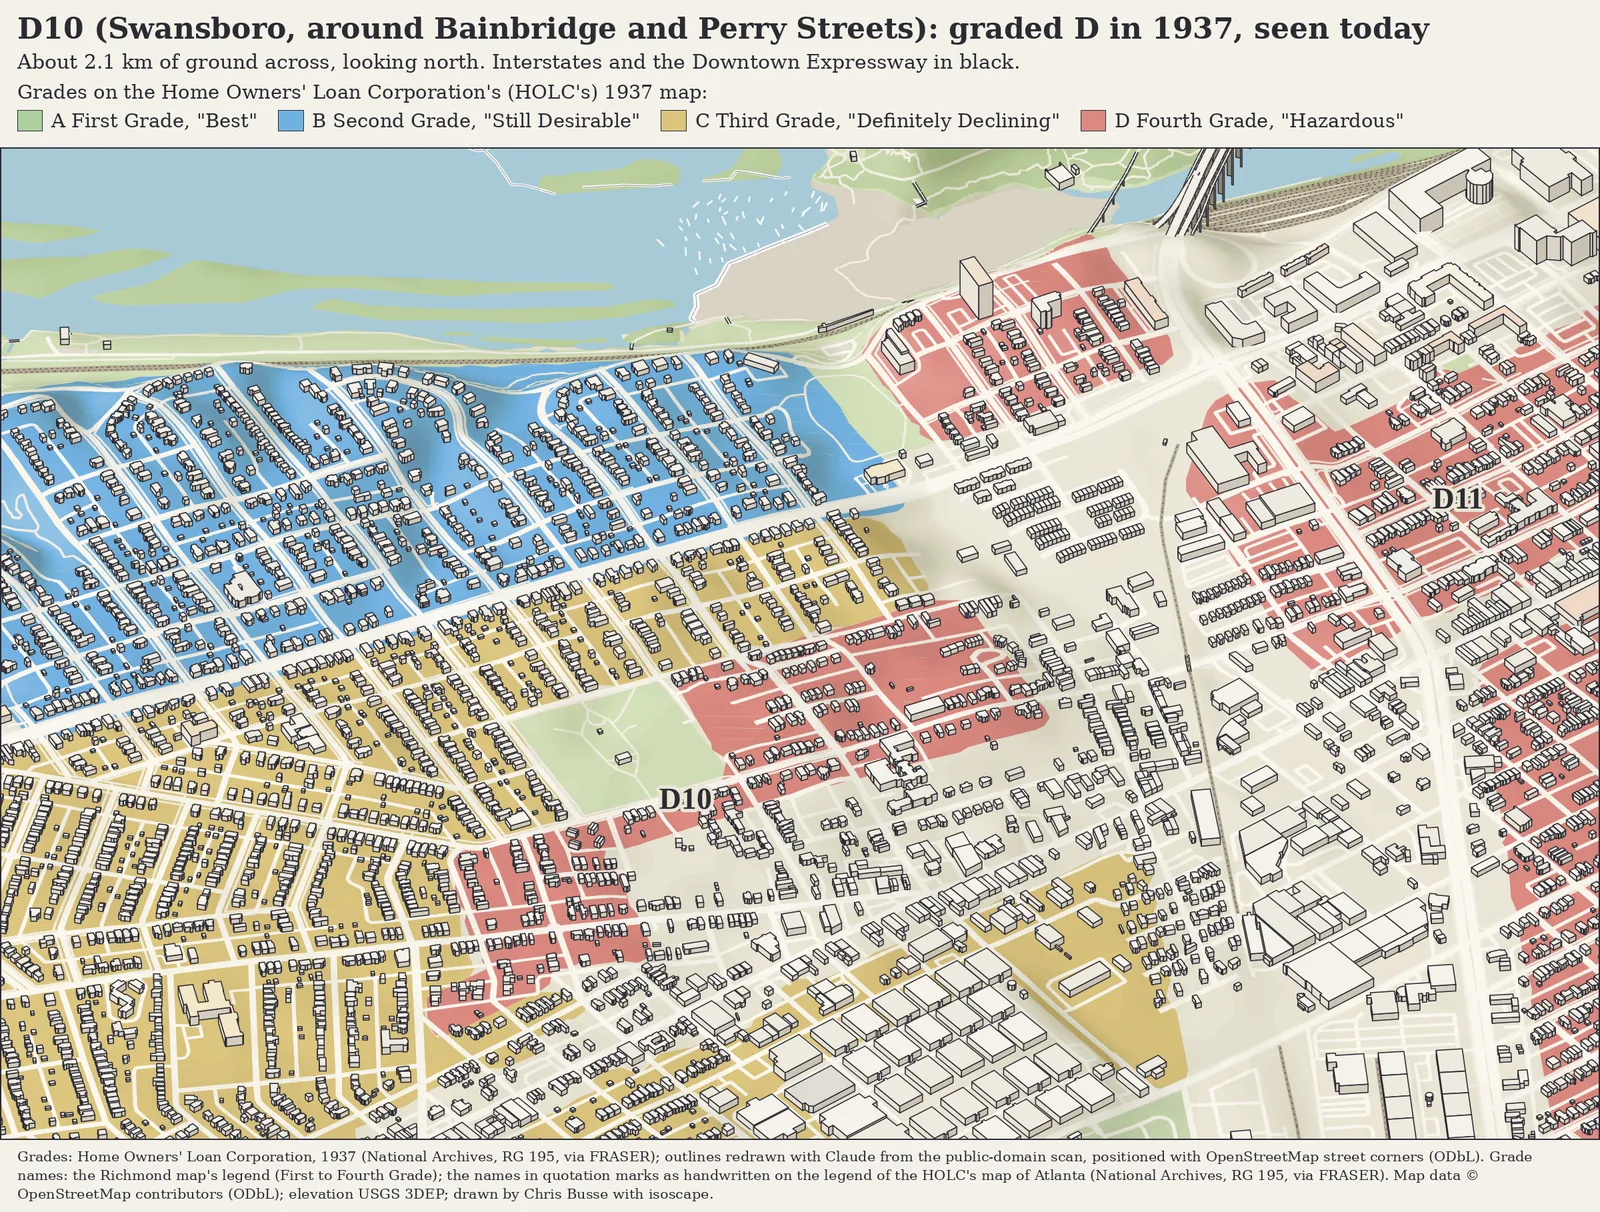 D10 (Swansboro, around Bainbridge and Perry Streets): graded D in 1937, seen today
About 2.1 km of ground across, looking north. Interstates and the Downtown Expressway in black.
Grades on the Home Owners' Loan Corporation's (HOLC's) 1937 map:
A First Grade, "Best" B Second Grade, "Still Desirable" C Third Grade, "Definitely Declining" D Fourth Grade, "Hazardous"
D11
D10
Grades: Home Owners' Loan Corporation, 1937 (National Archives, RG 195, via FRASER); outlines redrawn with Claude from the public-domain scan, positioned with OpenStreetMap street corners (ODbL). Grade
names: the Richmond map's legend (First to Fourth Grade); the names in quotation marks as handwritten on the legend of the HOLC's map of Atlanta (National Archives, RG 195, via FRASER). Map data ©
OpenStreetMap contributors (ODbL); elevation USGS 3DEP; drawn by Chris Busse with isoscape.